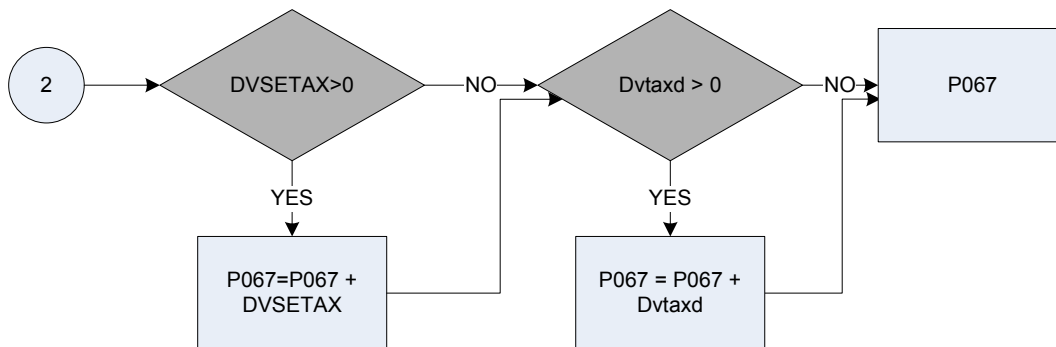 2
DVSETAX>0
NO
Dvtaxd > 0
NO
P067
YES
YES
P067=P067 +
DVSETAX
P067 = P067 +
Dvtaxd